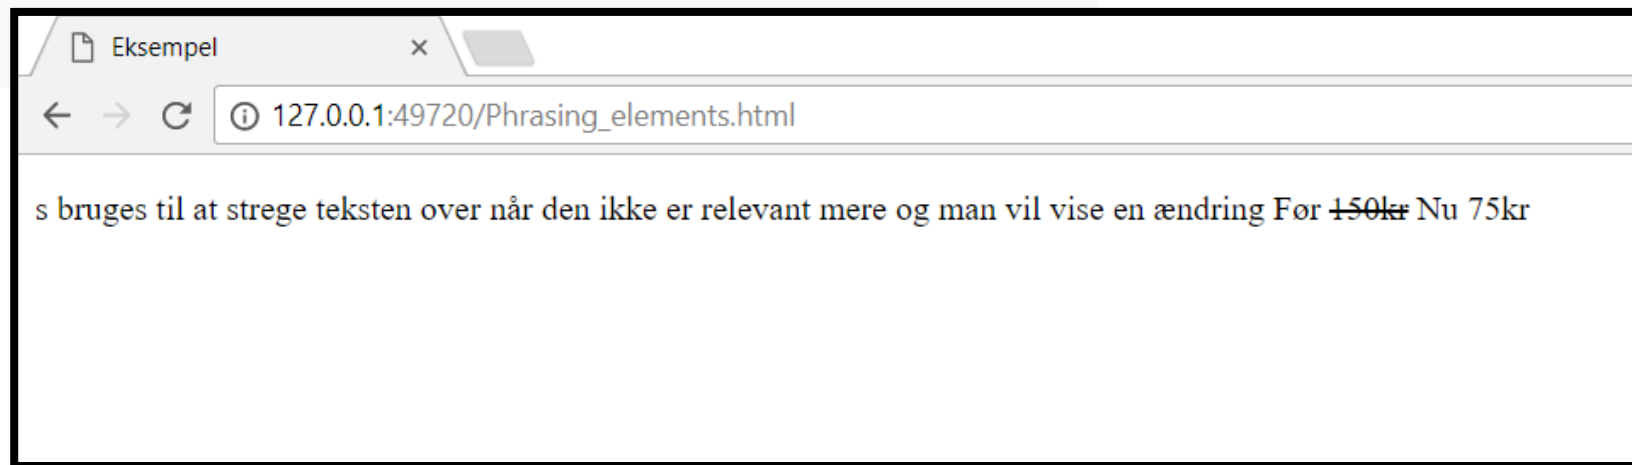 Eksempel
127.0.0.1:49720/Phrasing_elements.html
s bruges til at strege teksten over når den ikke er relevant mere og man vil vise en ændring Før 150kr Nu 75kr